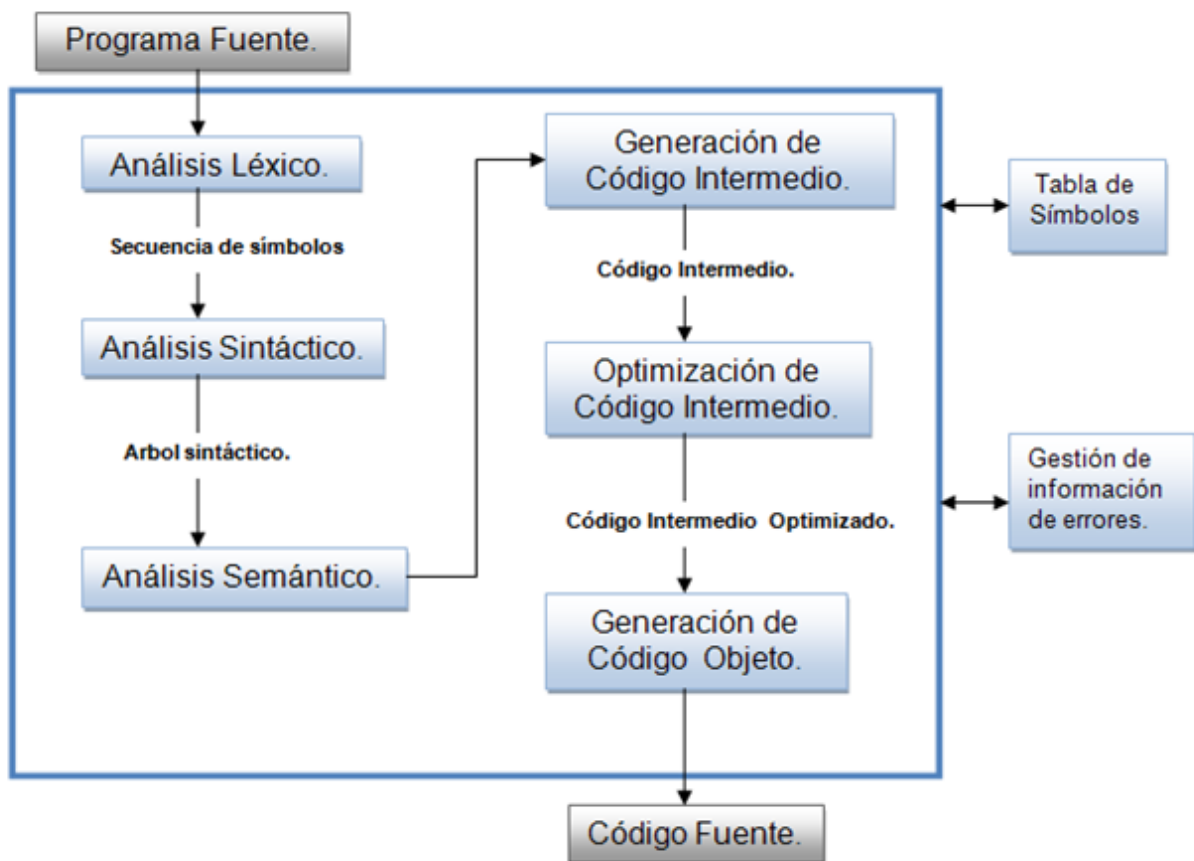 Programa Fuente.
Análisis Léxico.
Secuencia de símbolos
Análisis Sintáctico.
Arbol sintáctico.
Análisis Semántico.
Generación de
Código Intermedio.
Código Intermedio.
Optimización de
Código Intermedio.
Código Intermedio Optimizado.
Generación de
Código Objeto.
Código Fuente.
Tabla de
Símbolos
Gestión de
información
de errores.